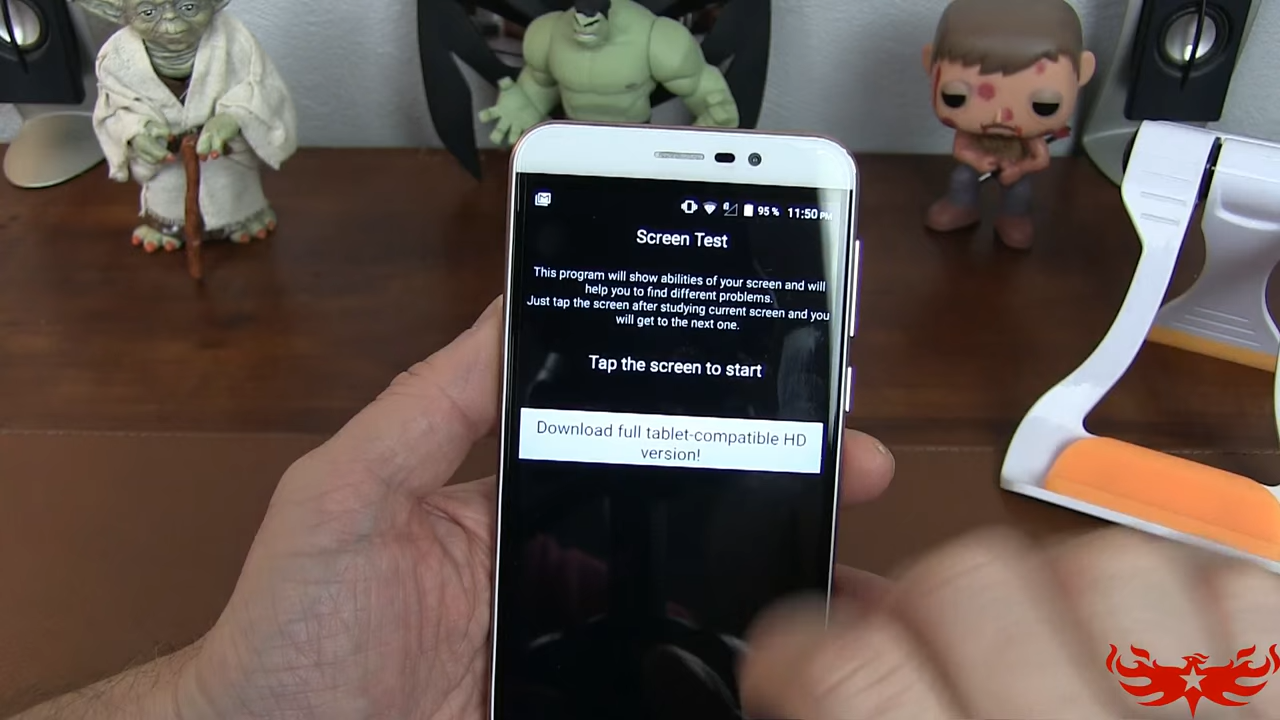 95% 11:50 PM
Screen Test
This program will show abilities of your screen and will
help you to find different problems.
Just tap the screen after studying current screen and you
will get to the next one.
Tap the screen to start
Download full tablet-compatible HD
version!